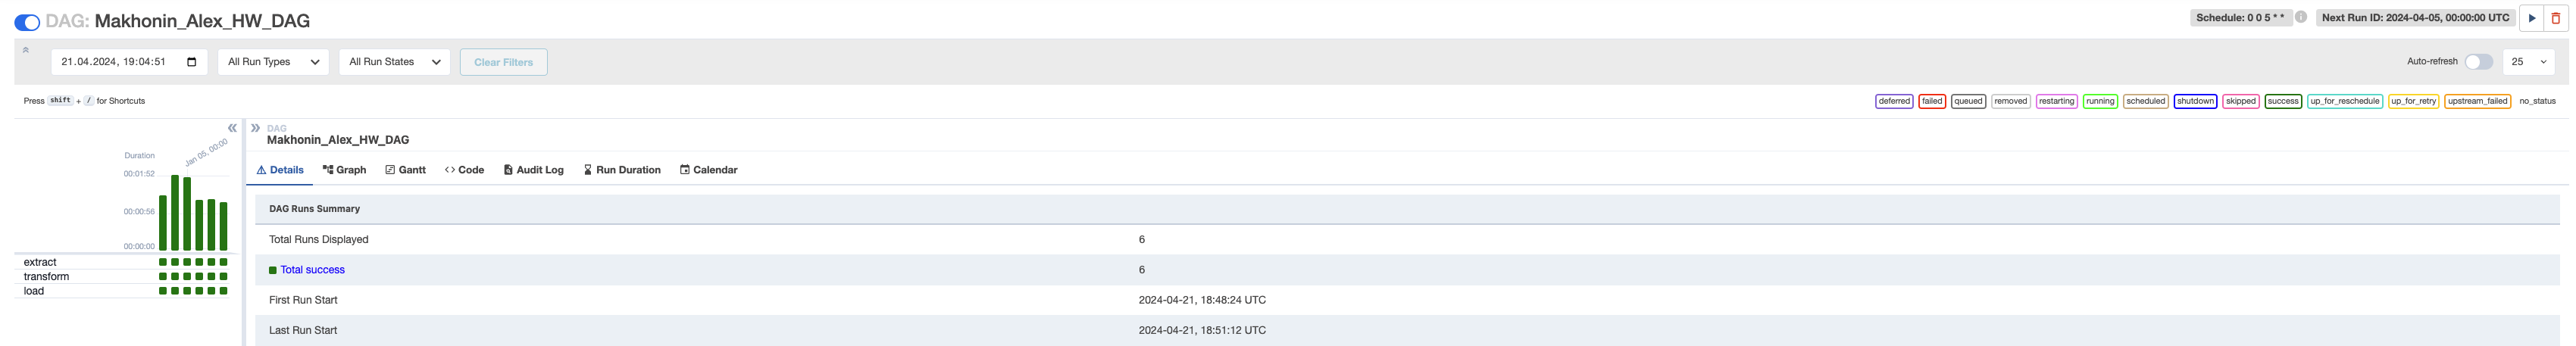 DAG: Makhonin_Alex_HW_DAG
Schedule: 0 0 5 * *
Next Run ID: 2024-04-05, 00:00:00 UTC
21.04.2024, 19:04:51
All Run Types
All Run States
Clear Filters
Auto-refresh
25
Press shift + / for Shortcuts
deferred failed queued removed restarting running scheduled shutdown skipped success up_for_reschedule up_for_retry upstream_failed no_status
DAG
Makhonin_Alex_HW_DAG
Duration
Jan 05, 00:00
00:01:52
00:00:56
00:00:00
extract
transform
load
Details
Graph
Gantt
Code
Audit Log
Run Duration
Calendar
DAG Runs Summary
Total Runs Displayed 6
Total success 6
First Run Start 2024-04-21, 18:48:24 UTC
Last Run Start 2024-04-21, 18:51:12 UTC